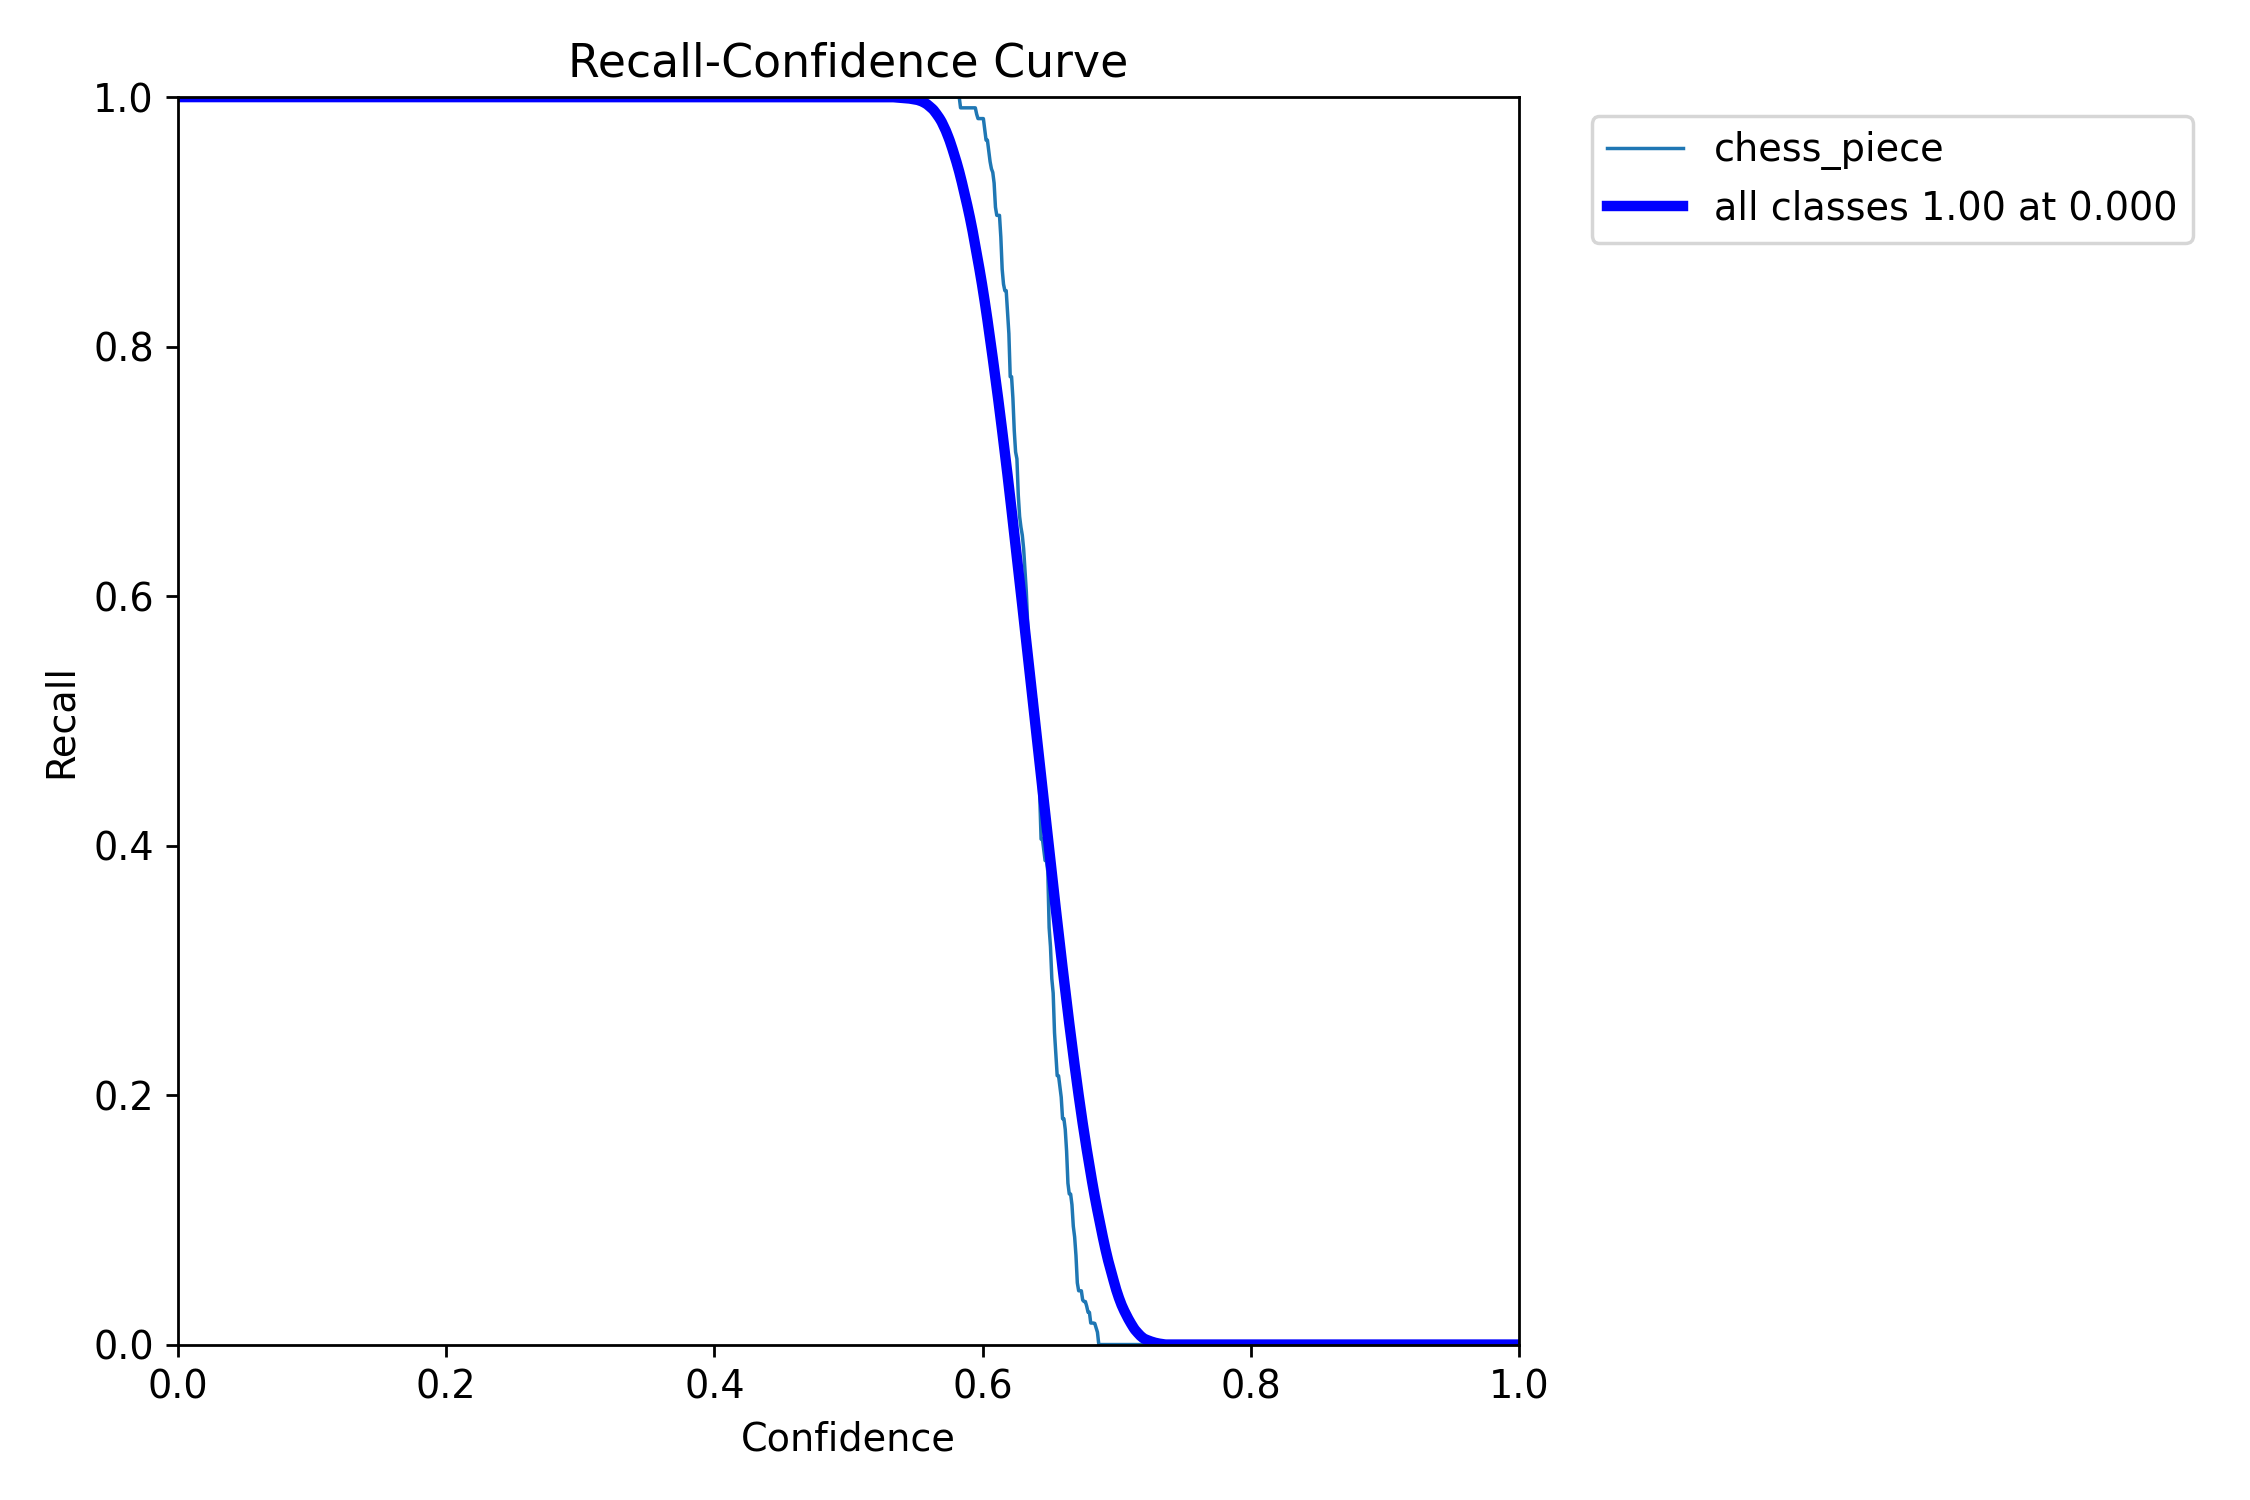 Recall-Confidence Curve
1.0
0.8
0.6
0.4
0.2
0.0
Recall
0.0 0.2 0.4 0.6 0.8 1.0
Confidence
chess_piece
all classes 1.00 at 0.000